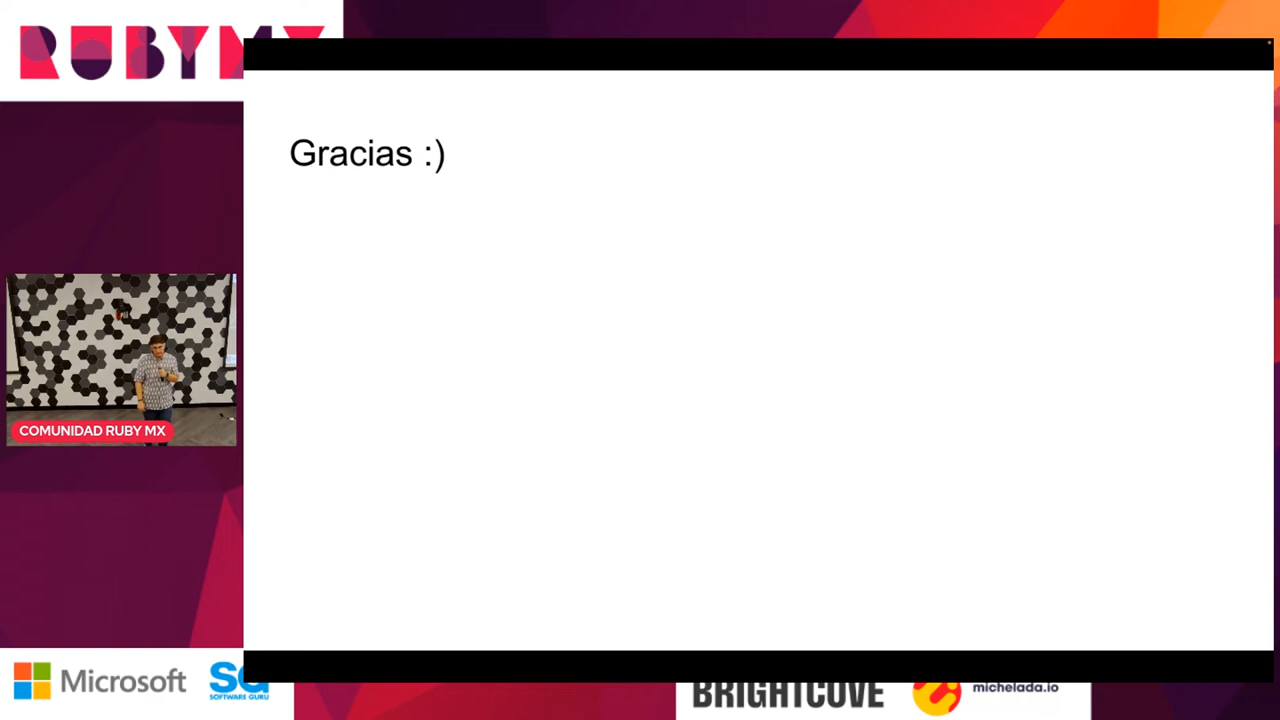 RUBYMX
Gracias :)
COMUNIDAD RUBY MX
Microsoft
SG
SOFTWARE GURU
BRIGHTCOVE
michelada.io